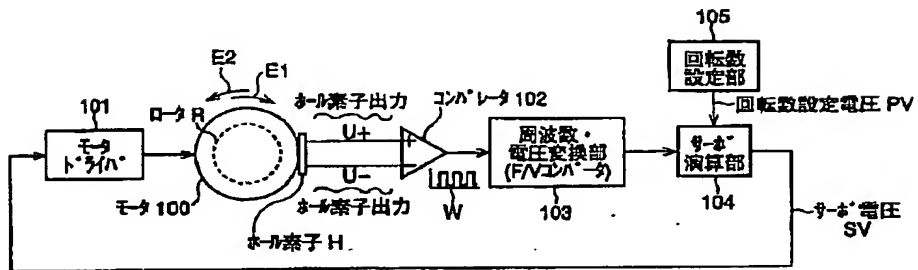 105
回転数
設定部
E2
E1
ホール素子出力
コンパレータ 102
回転数設定電圧 PV
101
ロータ R
モータ
ドライバ
U+
+
周波数・
電圧変換部
(F/Vコンバータ)
サーボ
演算部
U-
-
モータ 100
ホール素子出力
W
103
104
サーボ電圧
SV
ホール素子 H